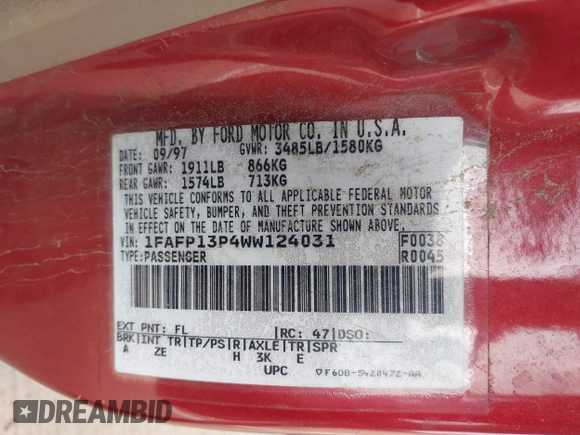 MFD. BY FORD MOTOR CO. IN U.S.A.
DATE: 09/97 GVWR: 3485LB/1580KG
FRONT GAWR: 1911LB 866KG
REAR GAWR: 1574LB 713KG
THIS VEHICLE CONFORMS TO ALL APPLICABLE FEDERAL MOTOR
VEHICLE SAFETY, BUMPER, AND THEFT PREVENTION STANDARDS
IN EFFECT ON THE DATE OF MANUFACTURE SHOWN ABOVE.
VIN: 1FAFP13P4WW124031 F0038
TYPE: PASSENGER R0045
EXT PNT: FL RC: 47 DSO:
BRK INT TR TP/PS R AXLE TR SPR
A ZE H 3K E
UPC F6DB-5420472-AA
DREAMBID